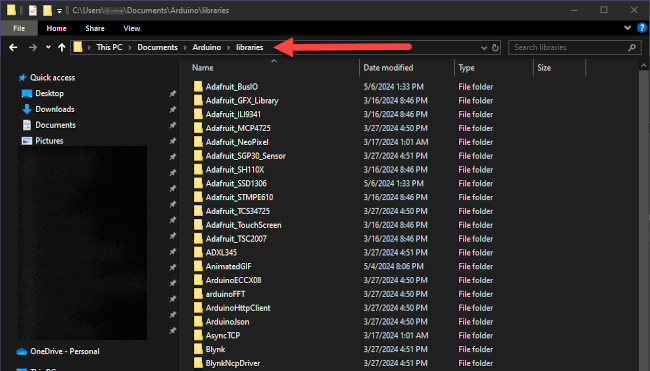 C:\Users\ \Documents\Arduino\libraries
File Home Share View
This PC > Documents > Arduino > libraries Search libraries
Name Date modified Type Size
Quick access
Desktop
Downloads
Documents
Pictures
OneDrive - Personal
This PC
Adafruit_BusIO 5/6/2024 1:33 PM File folder
Adafruit_GFX_Library 3/16/2024 8:46 PM File folder
Adafruit_ILI9341 3/16/2024 8:46 PM File folder
Adafruit_MCP4725 3/27/2024 4:50 PM File folder
Adafruit_NeoPixel 3/17/2024 1:01 AM File folder
Adafruit_SGP30_Sensor 3/27/2024 4:51 PM File folder
Adafruit_SH110X 3/16/2024 8:46 PM File folder
Adafruit_SSD1306 5/6/2024 1:33 PM File folder
Adafruit_STMPE610 3/16/2024 8:46 PM File folder
Adafruit_TCS34725 3/27/2024 4:50 PM File folder
Adafruit_TouchScreen 3/16/2024 8:46 PM File folder
Adafruit_TSC2007 3/16/2024 8:46 PM File folder
ADXL345 3/27/2024 4:51 PM File folder
AnimatedGIF 5/4/2024 8:06 PM File folder
ArduinoECCX08 3/27/2024 4:50 PM File folder
arduinoFFT 3/27/2024 4:50 PM File folder
ArduinoHttpClient 3/27/2024 4:50 PM File folder
ArduinoJson 3/27/2024 4:50 PM File folder
AsyncTCP 3/17/2024 1:01 AM File folder
Blynk 3/27/2024 4:51 PM File folder
BlynkNcpDriver 3/27/2024 4:50 PM File folder